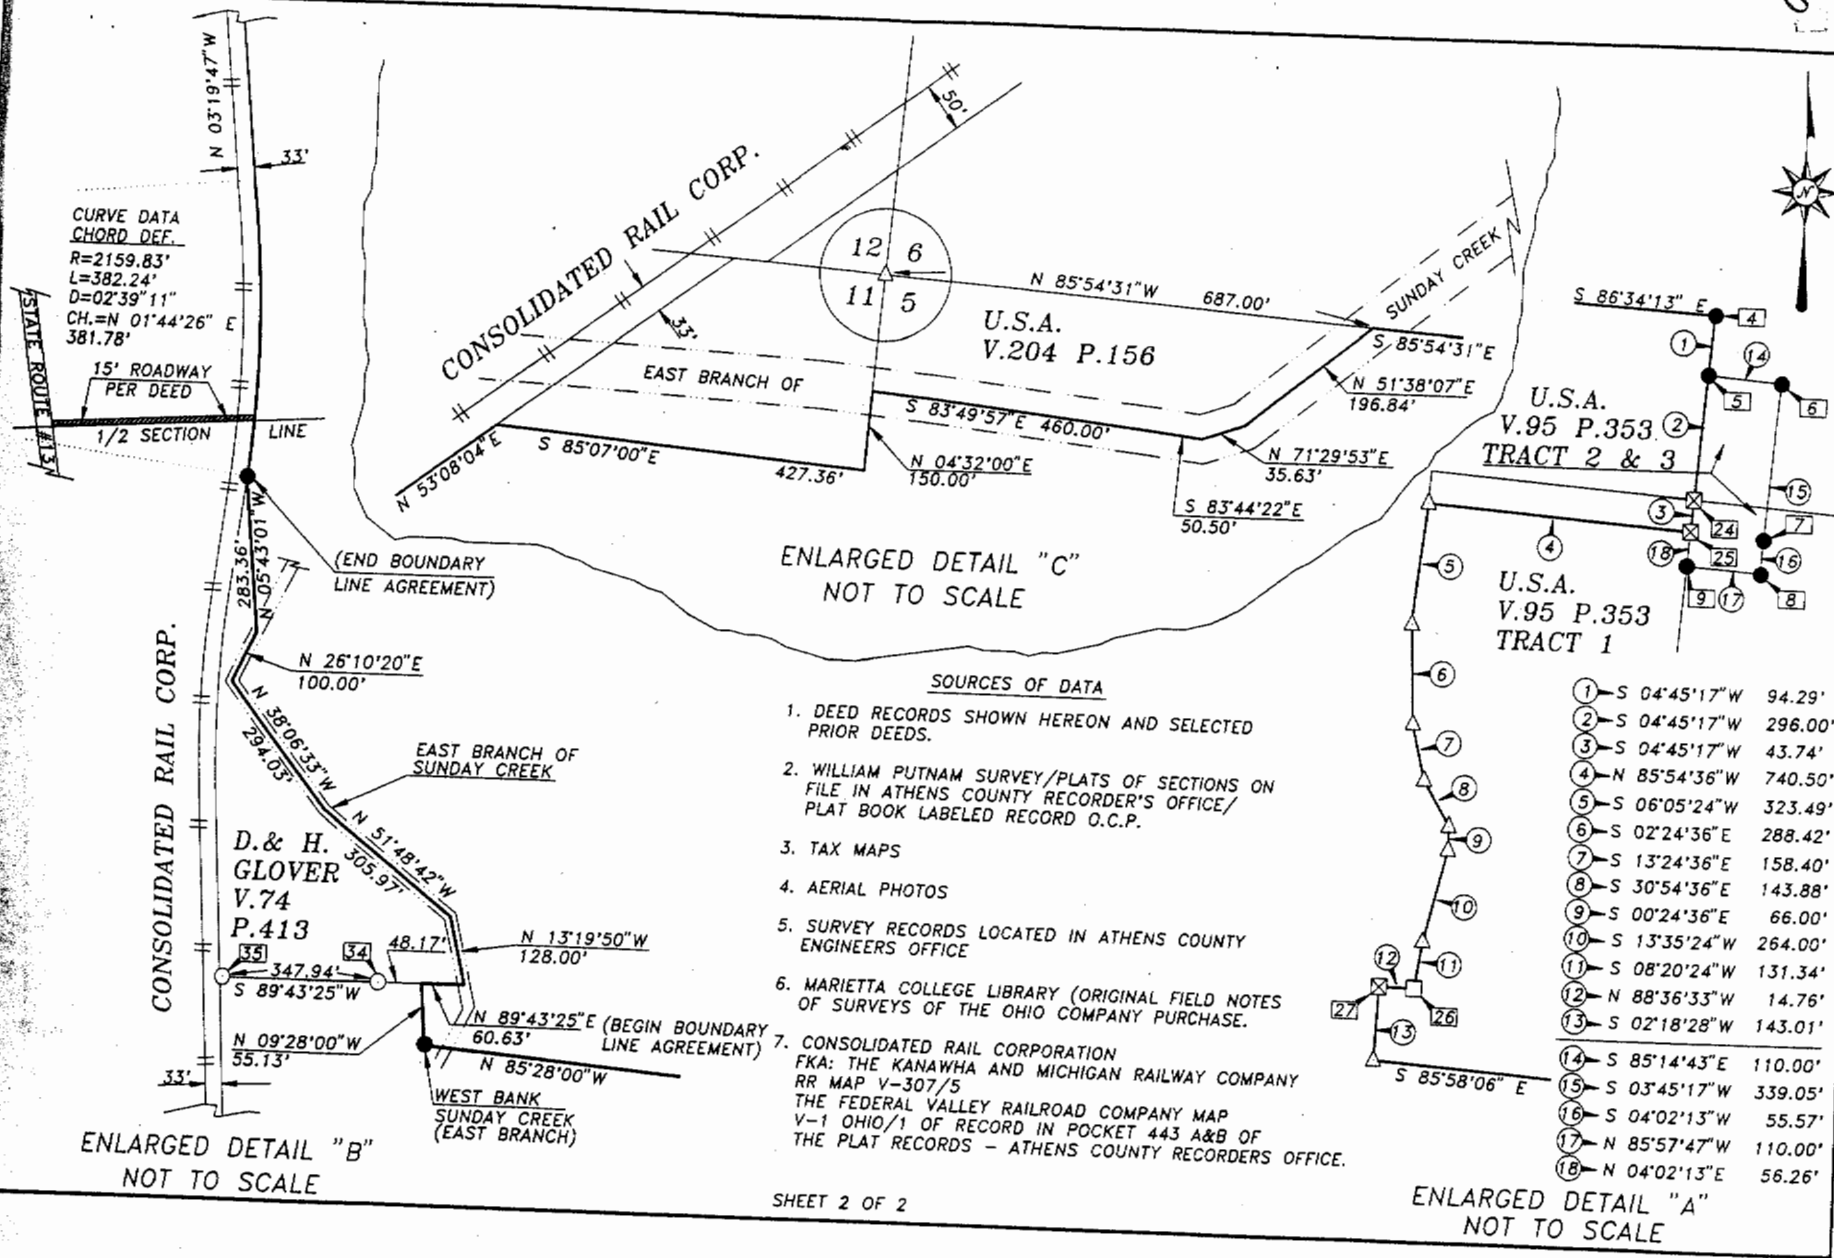 N 03°19'47"W
33'
CURVE DATA
CHORD DEF.
R=2159.83'
L=382.24'
D=02°39"11"
CH.=N 01°44'26" E
381.78'
15' ROADWAY
PER DEED
STATE ROUTE #13
1/2 SECTION LINE
283.36'
N 05°43'01"W
(END BOUNDARY
LINE AGREEMENT)
N 26°10'20"E
100.00'
N 38°06'33"W
294.03'
EAST BRANCH OF
SUNDAY CREEK
N 51°48'42"W
305.97'
CONSOLIDATED RAIL CORP.
D.& H.
GLOVER
V.74
P.413
35
34
48.17'
347.94'
S 89°43'25"W
N 13°19'50"W
128.00'
N 89°43'25"E
60.63'
(BEGIN BOUNDARY
LINE AGREEMENT)
N 09°28'00"W
55.13'
33'
N 85°28'00"W
WEST BANK
SUNDAY CREEK
(EAST BRANCH)
ENLARGED DETAIL "B"
NOT TO SCALE
50'
CONSOLIDATED RAIL CORP.
33'
12 6
11 5
N 85°54'31"W 687.00'
U.S.A.
V.204 P.156
SUNDAY CREEK
S 85°54'31"E
EAST BRANCH OF
N 51°38'07"E
196.84'
S 83°49'57"E 460.00'
N 53°08'04"E
S 85°07'00"E
427.36'
N 04°32'00"E
150.00'
N 71°29'53"E
35.63'
S 83°44'22"E
50.50'
ENLARGED DETAIL "C"
NOT TO SCALE
SOURCES OF DATA
1. DEED RECORDS SHOWN HEREON AND SELECTED
PRIOR DEEDS.
2. WILLIAM PUTNAM SURVEY/PLATS OF SECTIONS ON
FILE IN ATHENS COUNTY RECORDER'S OFFICE/
PLAT BOOK LABELED RECORD O.C.P.
3. TAX MAPS
4. AERIAL PHOTOS
5. SURVEY RECORDS LOCATED IN ATHENS COUNTY
ENGINEERS OFFICE
6. MARIETTA COLLEGE LIBRARY (ORIGINAL FIELD NOTES
OF SURVEYS OF THE OHIO COMPANY PURCHASE.
7. CONSOLIDATED RAIL CORPORATION
FKA: THE KANAWHA AND MICHIGAN RAILWAY COMPANY
RR MAP V-307/5
THE FEDERAL VALLEY RAILROAD COMPANY MAP
V-1 OHIO/1 OF RECORD IN POCKET 443 A&B OF
THE PLAT RECORDS - ATHENS COUNTY RECORDERS OFFICE.
SHEET 2 OF 2
N
S 86°34'13" E
4
1
14
5
6
U.S.A.
V.95 P.353
TRACT 2 & 3
2
15
3
24
7
4
18
25
16
9
17
8
U.S.A.
V.95 P.353
TRACT 1
5
6
7
8
9
10
11
12
27
26
13
S 85°58'06" E
1 S 04°45'17"W 94.29'
2 S 04°45'17"W 296.00'
3 S 04°45'17"W 43.74'
4 N 85°54'36"W 740.50'
5 S 06°05'24"W 323.49'
6 S 02°24'36"E 288.42'
7 S 13°24'36"E 158.40'
8 S 30°54'36"E 143.88'
9 S 00°24'36"E 66.00'
10 S 13°35'24"W 264.00'
11 S 08°20'24"W 131.34'
12 N 88°36'33"W 14.76'
13 S 02°18'28"W 143.01'
14 S 85°14'43"E 110.00'
15 S 03°45'17"W 339.05'
16 S 04°02'13"W 55.57'
17 N 85°57'47"W 110.00'
18 N 04°02'13"E 56.26'
ENLARGED DETAIL "A"
NOT TO SCALE